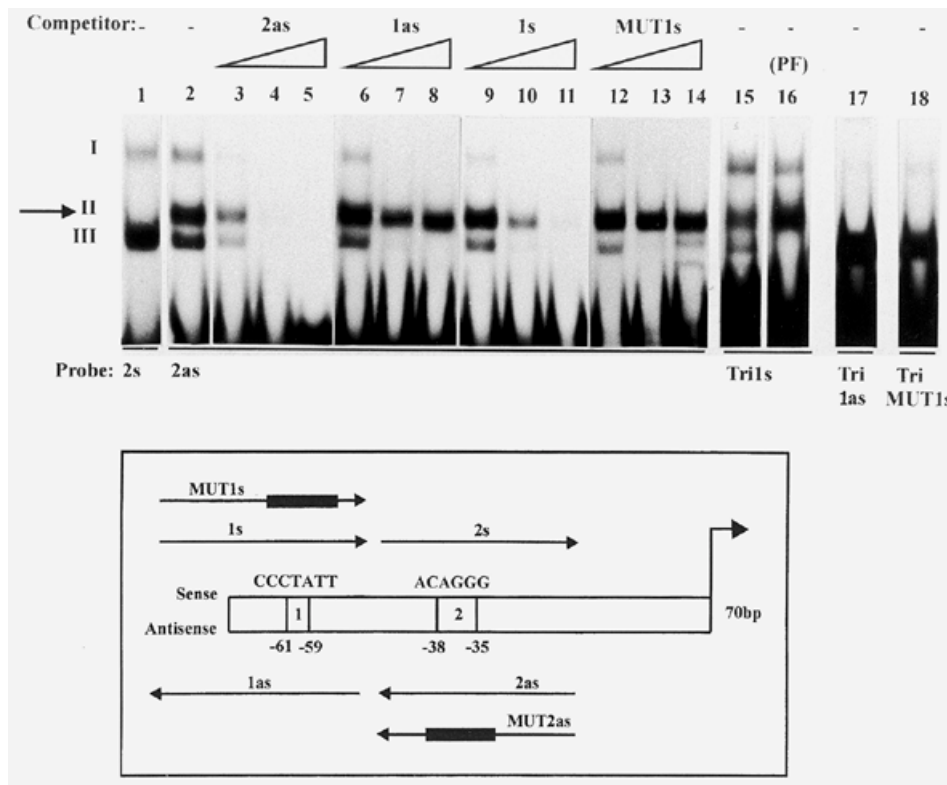 Competitor:- - 2as 1as 1s MUT1s - - - -
(PF)
1 2 3 4 5 6 7 8 9 10 11 12 13 14 15 16 17 18
I
II
III
Probe: 2s 2as Tri1s Tri Tri
1as MUT1s
MUT1s
1s 2s
CCCTATT ACAGGG
Sense
1 2 70bp
Antisense
-61 -59 -38 -35
1as 2as
MUT2as